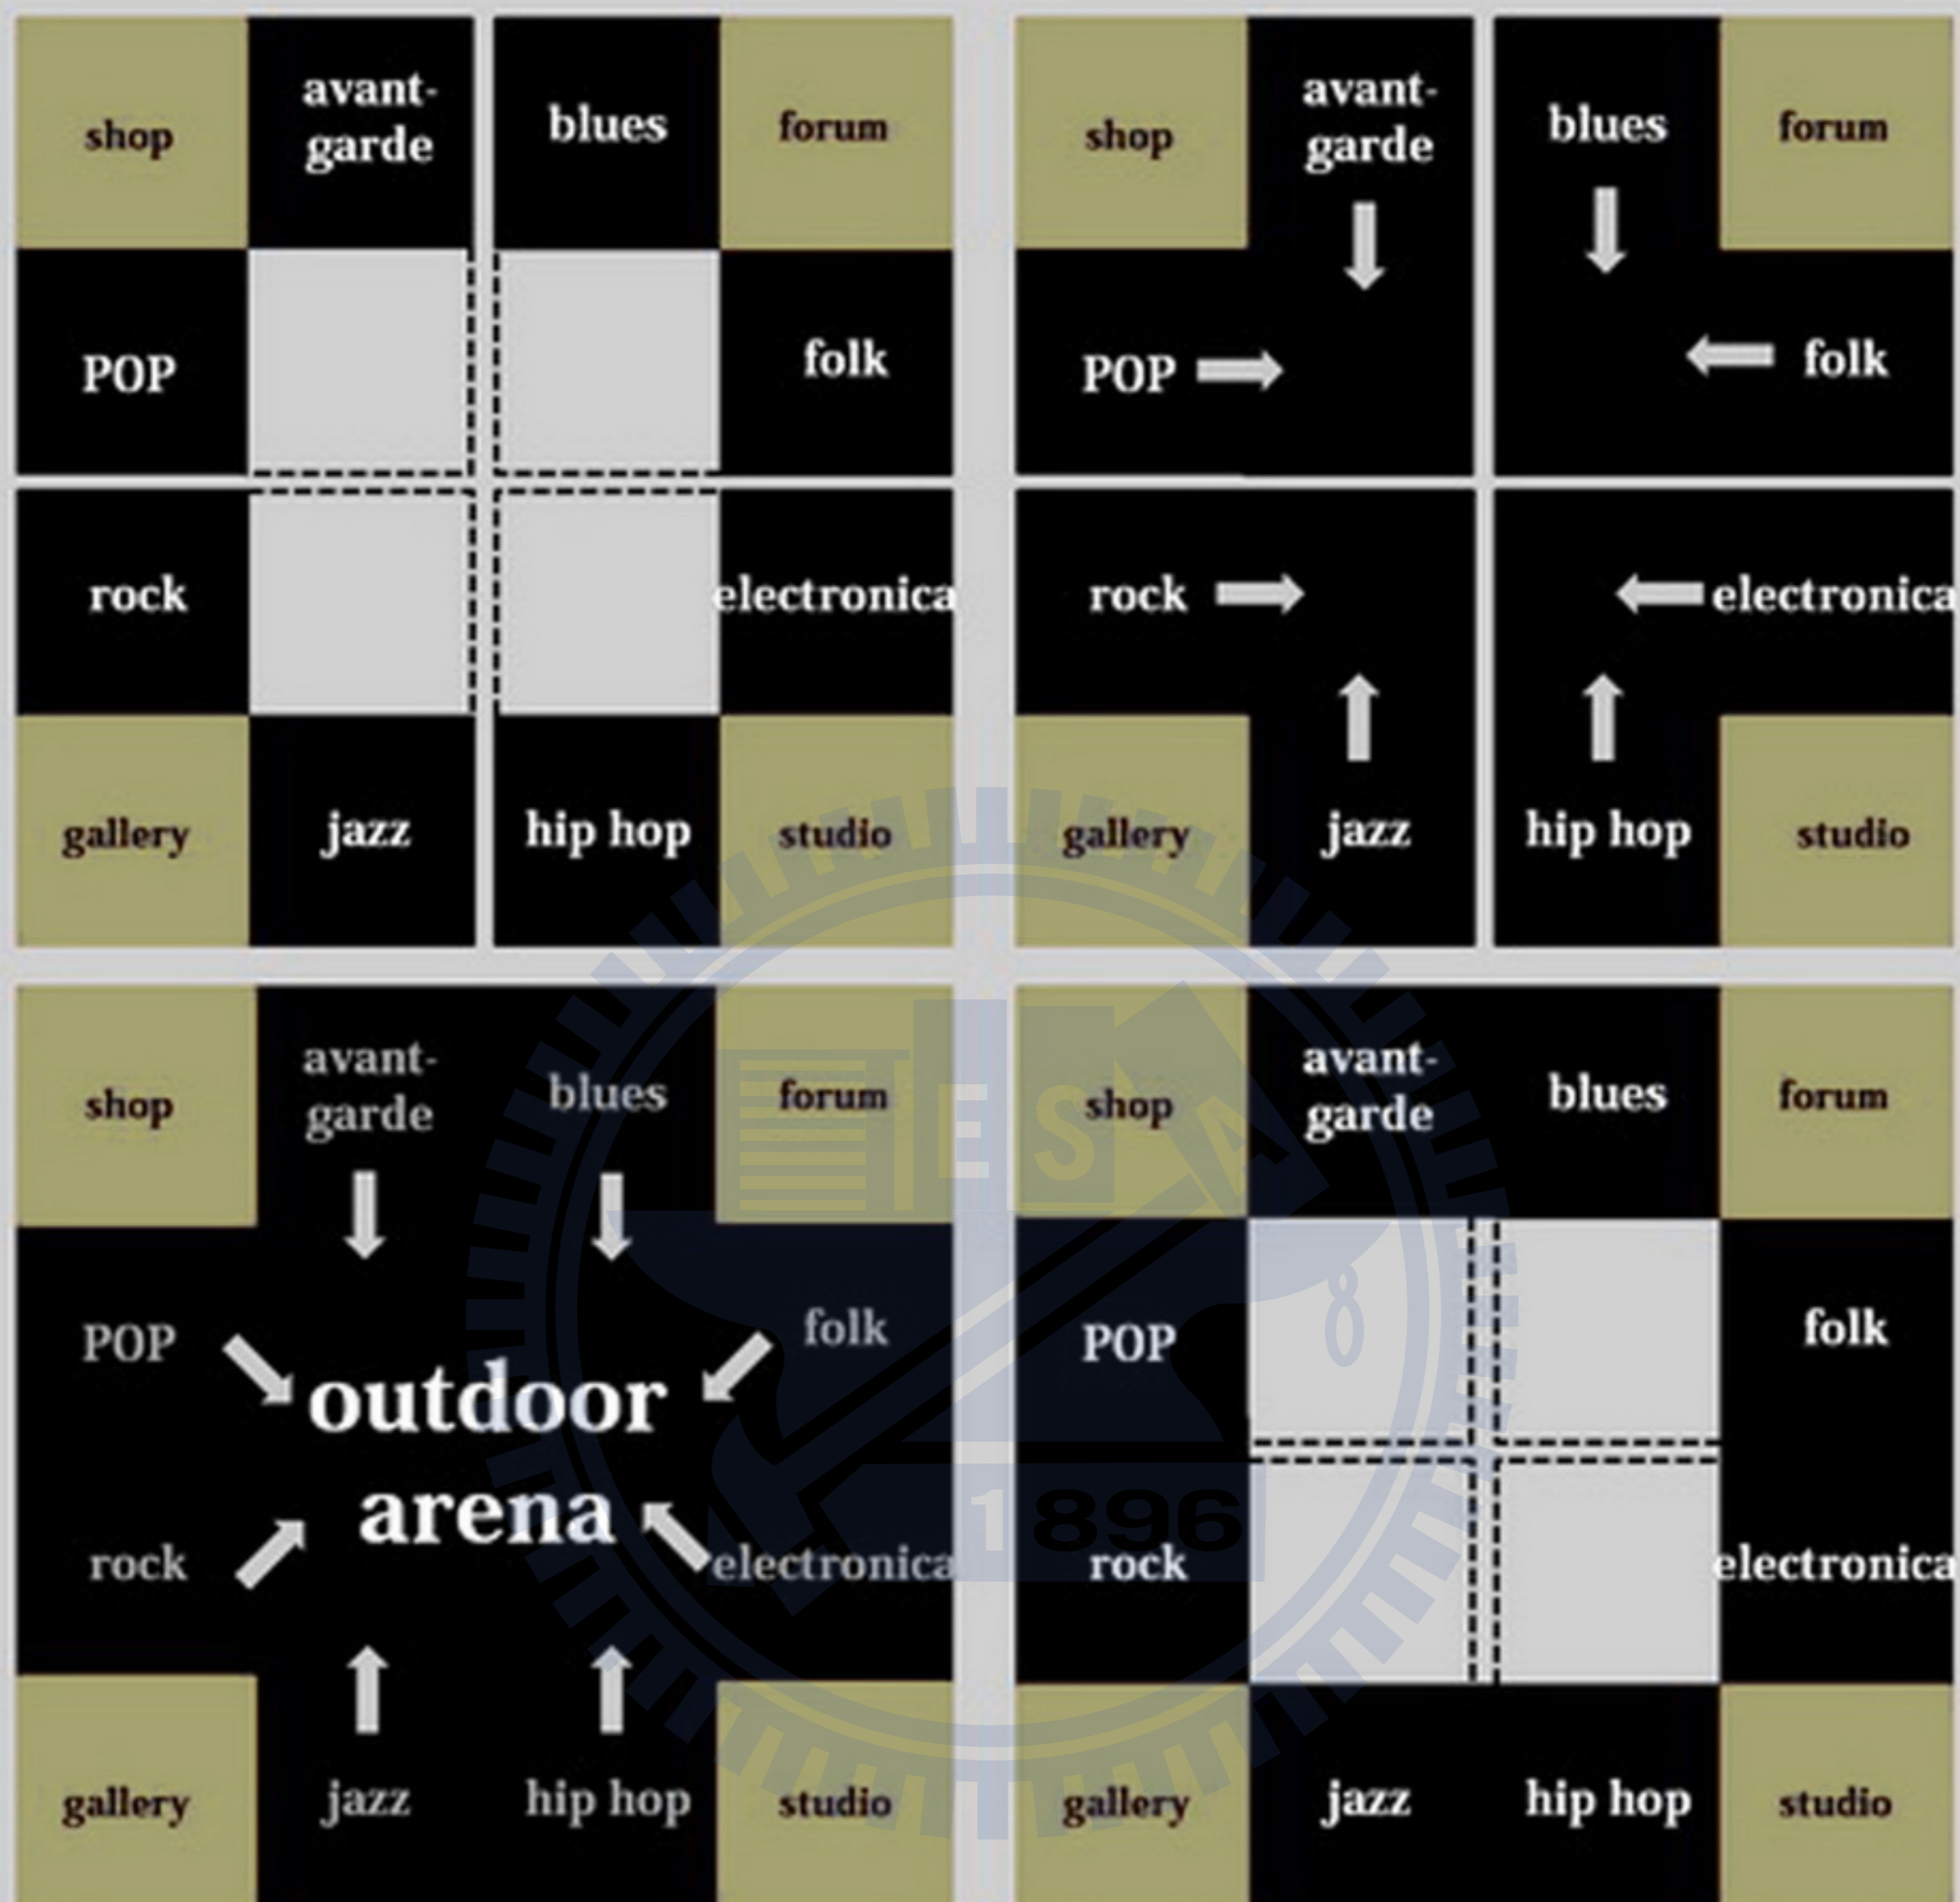 shop
avant-
garde
blues
forum
POP
folk
rock
electronica
gallery
jazz
hip hop
studio
shop
avant-
garde
blues
forum
POP
folk
rock
electronica
gallery
jazz
hip hop
studio
shop
avant-
garde
blues
forum
POP
folk
outdoor
arena
rock
electronica
gallery
jazz
hip hop
studio
shop
avant-
garde
blues
forum
POP
folk
rock
electronica
gallery
jazz
hip hop
studio
ESA
8
1896